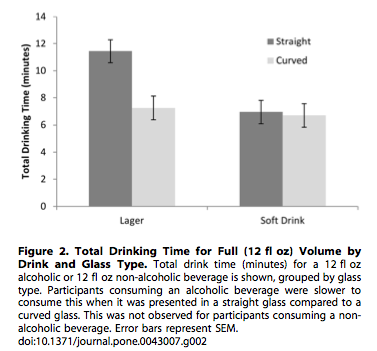 14
12
10
8
6
4
2
0
Total Drinking Time (minutes)
Straight
Curved
Lager
Soft Drink
Figure 2. Total Drinking Time for Full (12 fl oz) Volume by
Drink and Glass Type. Total drink time (minutes) for a 12 fl oz
alcoholic or 12 fl oz non-alcoholic beverage is shown, grouped by glass
type. Participants consuming an alcoholic beverage were slower to
consume this when it was presented in a straight glass compared to a
curved glass. This was not observed for participants consuming a non-
alcoholic beverage. Error bars represent SEM.
doi:10.1371/journal.pone.0043007.g002